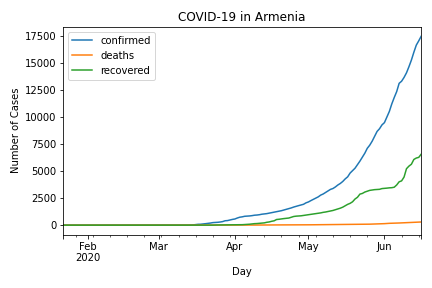 COVID-19 in Armenia
confirmed
deaths
recovered
Number of Cases
17500
15000
12500
10000
7500
5000
2500
0
Feb
2020
Mar
Apr
May
Jun
Day